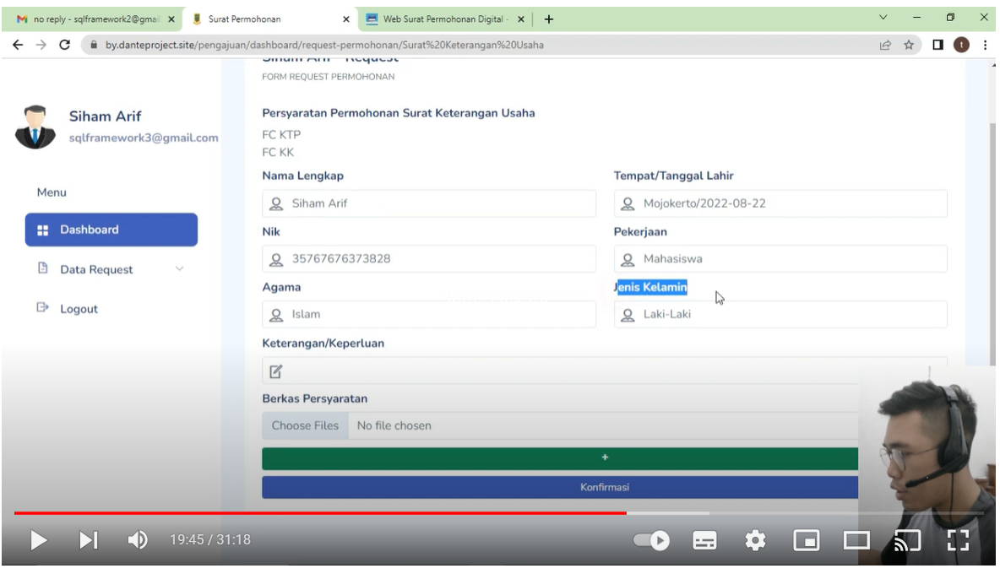 no reply - sqlframework2@gmai
Surat Permohonan
Web Surat Permohonan Digital -
by.danteproject.site/pengajuan/dashboard/request-permohonan/Surat%20Keterangan%20Usaha
t
Siham Arif - Request
FORM REQUEST PERMOHONAN
Siham Arif
sqlframework3@gmail.com
Menu
Dashboard
Data Request
Logout
Persyaratan Permohonan Surat Keterangan Usaha
FC KTP
FC KK
Nama Lengkap
Siham Arif
Tempat/Tanggal Lahir
Mojokerto/2022-08-22
Nik
35767676373828
Pekerjaan
Mahasiswa
Agama
Islam
Jenis Kelamin
Laki-Laki
Keterangan/Keperluan
Berkas Persyaratan
Choose Files No file chosen
+
Konfirmasi
19:45 / 31:18